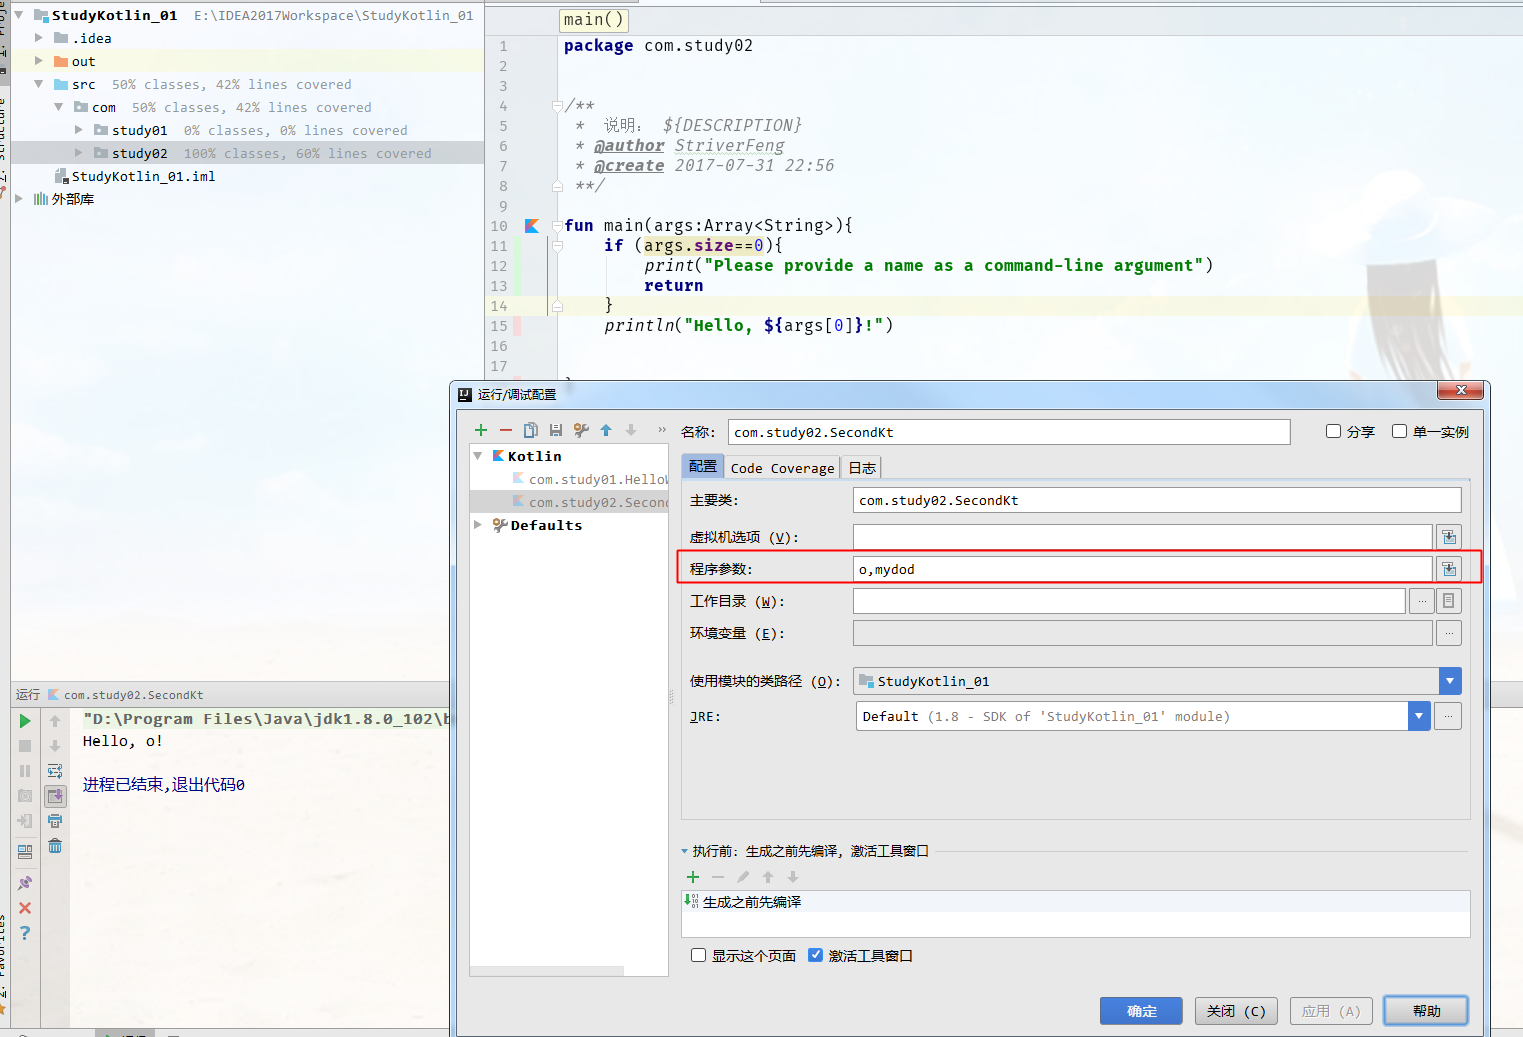 StudyKotlin_01 E:\IDEA2017Workspace\StudyKotlin_01
.idea
out
src 50% classes, 42% lines covered
com 50% classes, 42% lines covered
study01 0% classes, 0% lines covered
study02 100% classes, 60% lines covered
StudyKotlin_01.iml
外部库
main()
1 package com.study02
2
3
4 /**
5 * 说明: ${DESCRIPTION}
6 * @author StriverFeng
7 * @create 2017-07-31 22:56
8 **/
9
10 fun main(args:Array<String>){
11 if (args.size==0){
12 print("Please provide a name as a command-line argument")
13 return
14 }
15 println("Hello, ${args[0]}!")
16
17
运行/调试配置
Kotlin
com.study01.Hello
com.study02.Secon
Defaults
名称: com.study02.SecondKt 分享 单一实例
配置 Code Coverage 日志
主要类: com.study02.SecondKt
虚拟机选项 (V):
程序参数: o,mydod
工作目录 (W): ...
环境变量 (E): ...
使用模块的类路径 (O): StudyKotlin_01
JRE: Default (1.8 - SDK of 'StudyKotlin_01' module) ...
执行前: 生成之前先编译, 激活工具窗口
生成之前先编译
显示这个页面 激活工具窗口
确定 关闭 (C) 应用 (A) 帮助
运行 com.study02.SecondKt
"D:\Program Files\Java\jdk1.8.0_102\b
Hello, o!
进程已结束,退出代码0